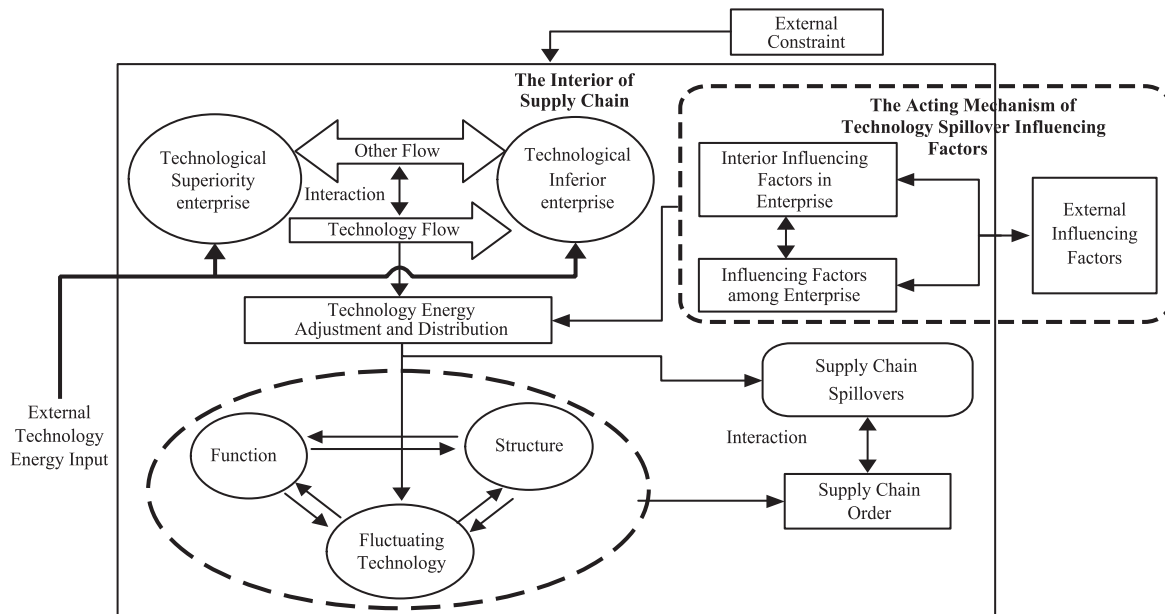 External
Constraint
The Interior of
Supply Chain
The Acting Mechanism of
Technology Spillover Influencing
Factors
Technological
Superiority
enterprise
Other Flow
Interaction
Technology Flow
Technological
Inferior
enterprise
Interior Influencing
Factors in
Enterprise
External
Influencing
Factors
Influencing Factors
among Enterprise
Technology Energy
Adjustment and Distribution
Supply Chain
Spillovers
External
Technology
Energy Input
Function
Structure
Interaction
Fluctuating
Technology
Supply Chain
Order